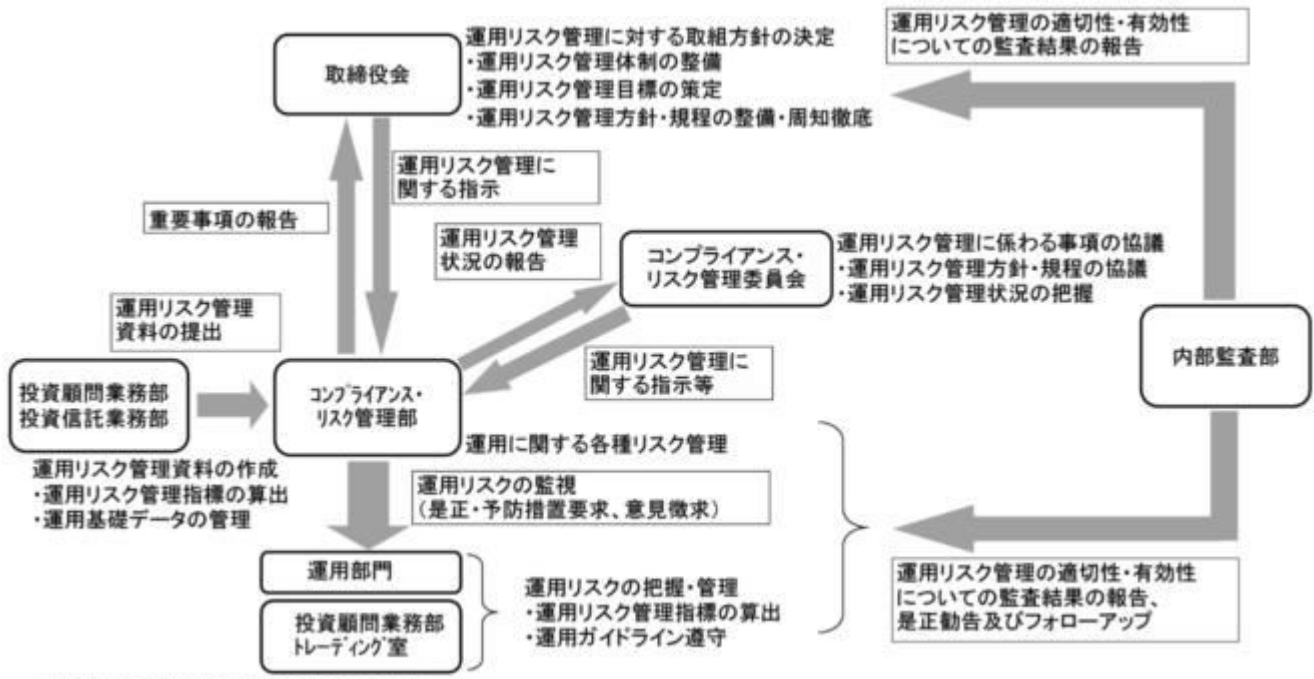 取締役会
運用リスク管理に対する取組方針の決定
・運用リスク管理体制の整備
・運用リスク管理目標の策定
・運用リスク管理方針・規程の整備・周知徹底
運用リスク管理の適切性・有効性
についての監査結果の報告
運用リスク管理に
関する指示
重要事項の報告
運用リスク管理
状況の報告
コンプライアンス・
リスク管理委員会
運用リスク管理に係わる事項の協議
・運用リスク管理方針・規程の協議
・運用リスク管理状況の把握
運用リスク管理
資料の提出
運用リスク管理に
関する指示等
内部監査部
投資顧問業務部
投資信託業務部
コンプライアンス・
リスク管理部
運用に関する各種リスク管理
運用リスク管理資料の作成
・運用リスク管理指標の算出
・運用基礎データの管理
運用リスクの監視
(是正・予防措置要求、意見徴求)
運用部門
投資顧問業務部
トレーディング室
運用リスクの把握・管理
・運用リスク管理指標の算出
・運用ガイドライン遵守
運用リスク管理の適切性・有効性
についての監査結果の報告、
是正勧告及びフォローアップ